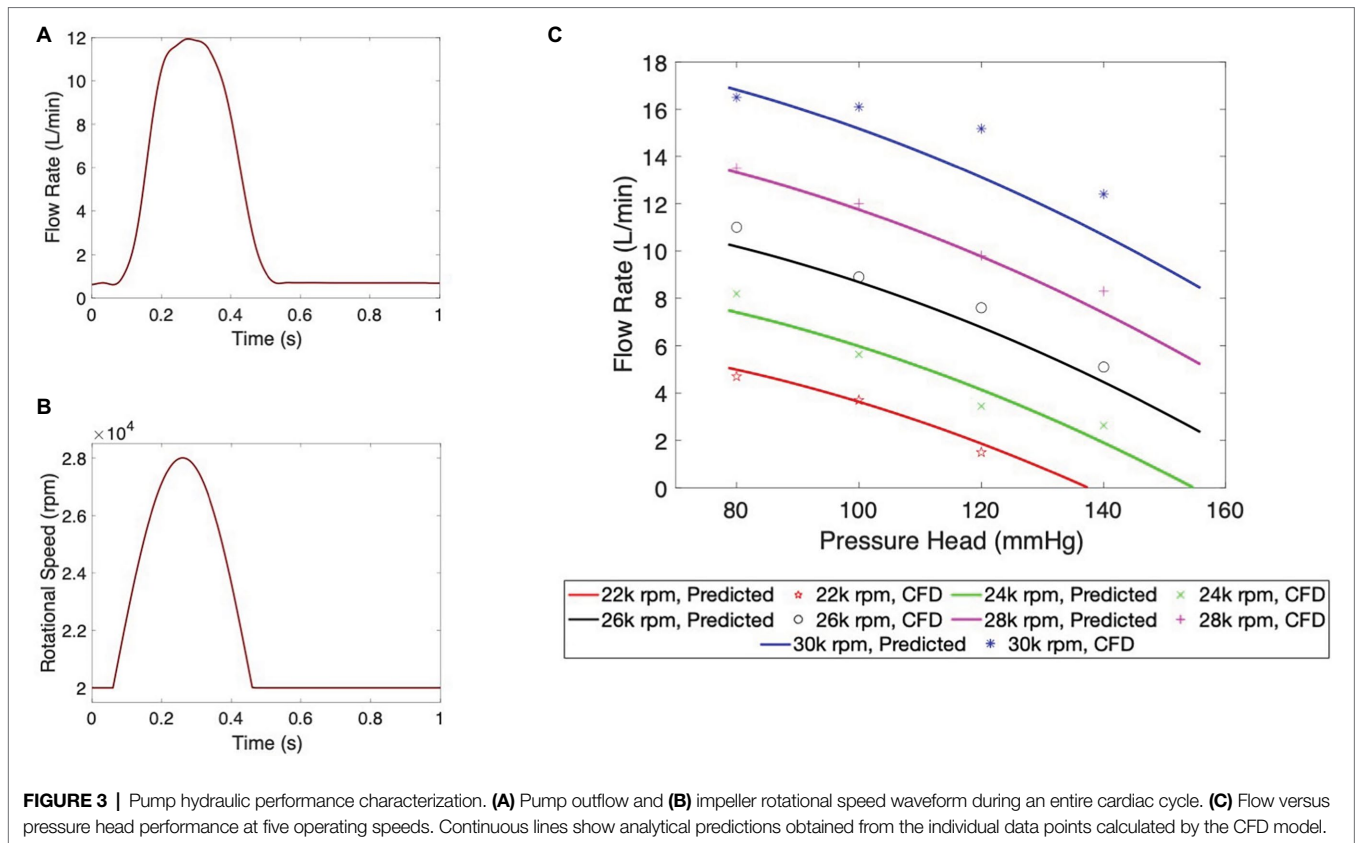 A
12
10
8
6
4
2
0
Flow Rate (L/min)
0 0.2 0.4 0.6 0.8 1
Time (s)
B
× 10⁴
2.8
2.6
2.4
2.2
2
Rotational Speed (rpm)
0 0.2 0.4 0.6 0.8 1
Time (s)
C
18
16
14
12
10
8
6
4
2
0
Flow Rate (L/min)
80 100 120 140 160
Pressure Head (mmHg)
22k rpm, Predicted 22k rpm, CFD 24k rpm, Predicted 24k rpm, CFD
26k rpm, Predicted 26k rpm, CFD 28k rpm, Predicted 28k rpm, CFD
30k rpm, Predicted 30k rpm, CFD
FIGURE 3 | Pump hydraulic performance characterization. (A) Pump outflow and (B) impeller rotational speed waveform during an entire cardiac cycle. (C) Flow versus
pressure head performance at five operating speeds. Continuous lines show analytical predictions obtained from the individual data points calculated by the CFD model.